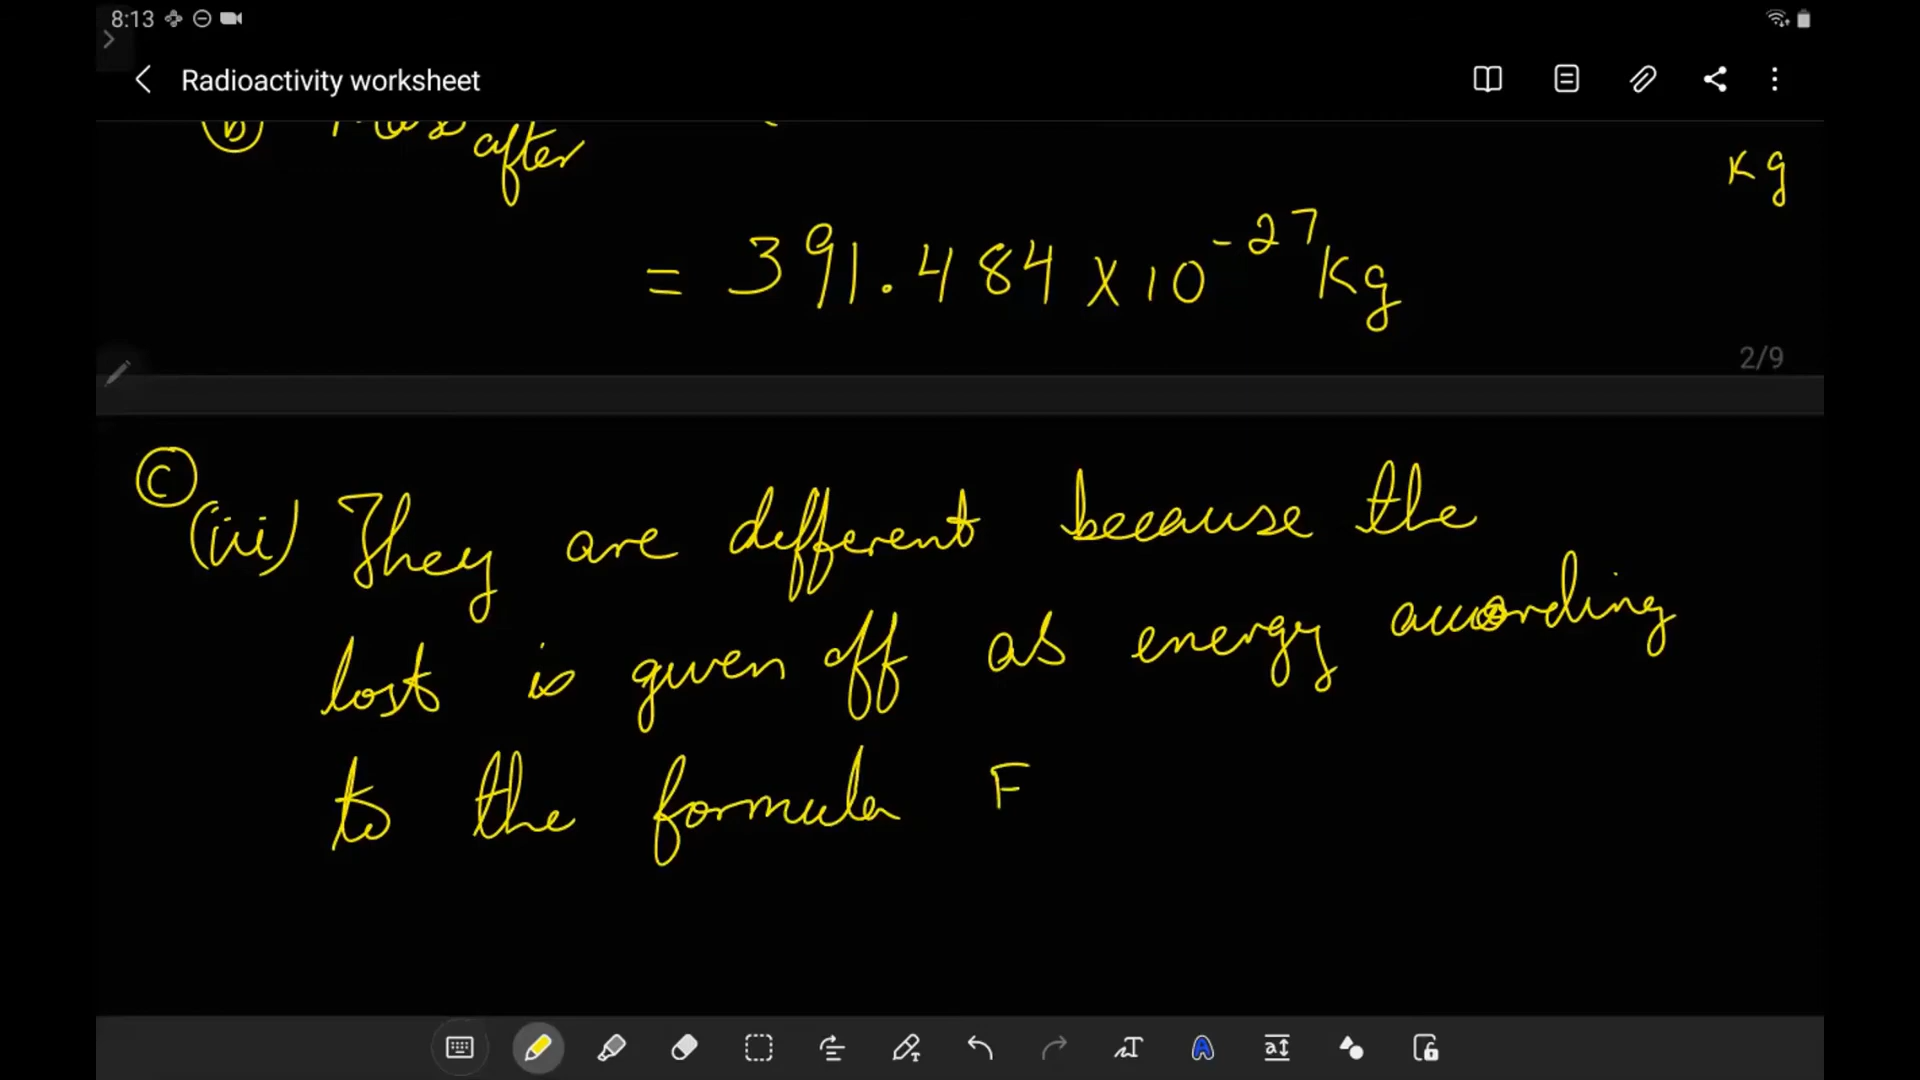 8:13
Radioactivity worksheet
ⓑ Mass after
Kg
= 391.484 × 10⁻²⁷ Kg
2/9
ⓒ
(iii) They are different because the
lost is given off as energy according
to the formula F